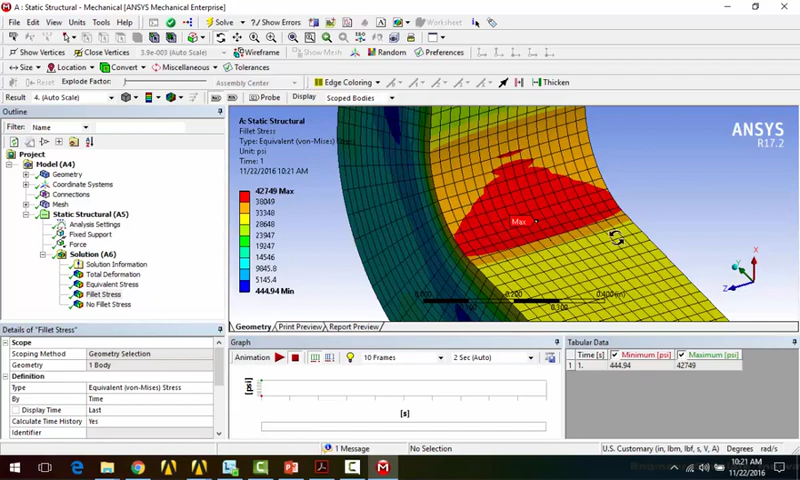 A : Static Structural - Mechanical [ANSYS Mechanical Enterprise]
File Edit View Units Tools Help Solve ?/ Show Errors Worksheet
Show Vertices Close Vertices 3.9e-003 (Auto Scale) Wireframe Show Mesh Random Preferences
Size Location Convert Miscellaneous Tolerances
Explode Factor: Assembly Center Edge Coloring Thicken
Result 4. (Auto Scale) Probe Display Scoped Bodies
Outline
Filter: Name
Project
Model (A4)
Geometry
Coordinate Systems
Connections
Mesh
Static Structural (A5)
Analysis Settings
Fixed Support
Force
Solution (A6)
Solution Information
Total Deformation
Equivalent Stress
Fillet Stress
No Fillet Stress
A: Static Structural
Fillet Stress
Type: Equivalent (von-Mises) Stress
Unit: psi
Time: 1
11/22/2016 10:21 AM
42749 Max
38049
33348
28648
23947
19247
9845.8
5145.4
444.94 Min
Max
ANSYS
R17.2
X
Y
Z
0.000
0.200
0.400 (in)
0.300
Geometry Print Preview Report Preview
Details of "Fillet Stress"
Scope
Scoping Method Geometry Selection
Geometry 1 Body
Definition
Type Equivalent (von-Mises) Stress
By Time
Display Time Last
Calculate Time History Yes
Identifier
Graph
Animation 10 Frames 2 Sec (Auto)
[psi]
[s]
Tabular Data
Time [s] Minimum [psi] Maximum [psi]
1 1. 444.94 42749
1 Message No Selection U.S. Customary (in, lbm, lbf, s, V, A) Degrees rad/s
10:21 AM
11/22/2016